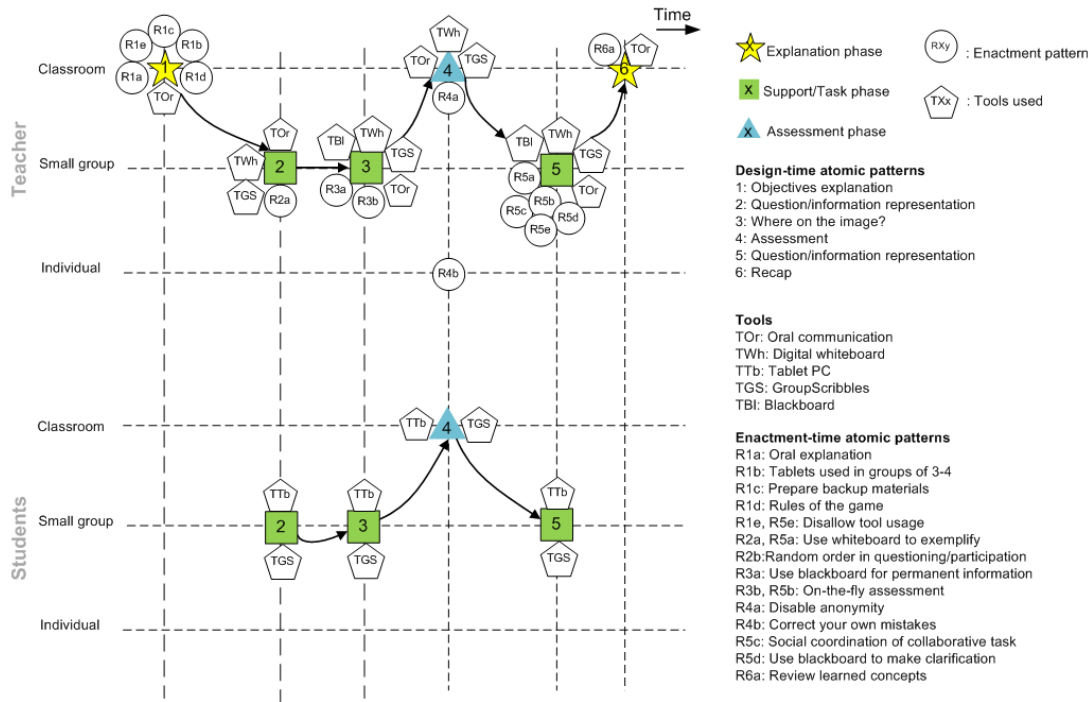 Time
R1c
R1e
R1b
R1a
1
R1d
TOr
TWh
TOr
TGS
4
R4a
R6a
TOr
6
Classroom
Teacher
Small group
TOr
TWh
2
TGS
R2a
TBl
TWh
3
TGS
R3a
R3b
TOr
TBl
TWh
5
TGS
R5a
TOr
R5b
R5c
R5d
R5e
Individual
R4b
Students
Classroom
TTb
4
TGS
Small group
TTb
2
TGS
TTb
3
TGS
TTb
5
TGS
Individual
X
Explanation phase
RXy
: Enactment pattern
X
Support/Task phase
TXx
: Tools used
X
Assessment phase
Design-time atomic patterns
1: Objectives explanation
2: Question/information representation
3: Where on the image?
4: Assessment
5: Question/information representation
6: Recap
Tools
TOr: Oral communication
TWh: Digital whiteboard
TTb: Tablet PC
TGS: GroupScribbles
TBl: Blackboard
Enactment-time atomic patterns
R1a: Oral explanation
R1b: Tablets used in groups of 3-4
R1c: Prepare backup materials
R1d: Rules of the game
R1e, R5e: Disallow tool usage
R2a, R5a: Use whiteboard to exemplify
R2b:Random order in questioning/participation
R3a: Use blackboard for permanent information
R3b, R5b: On-the-fly assessment
R4a: Disable anonymity
R4b: Correct your own mistakes
R5c: Social coordination of collaborative task
R5d: Use blackboard to make clarification
R6a: Review learned concepts